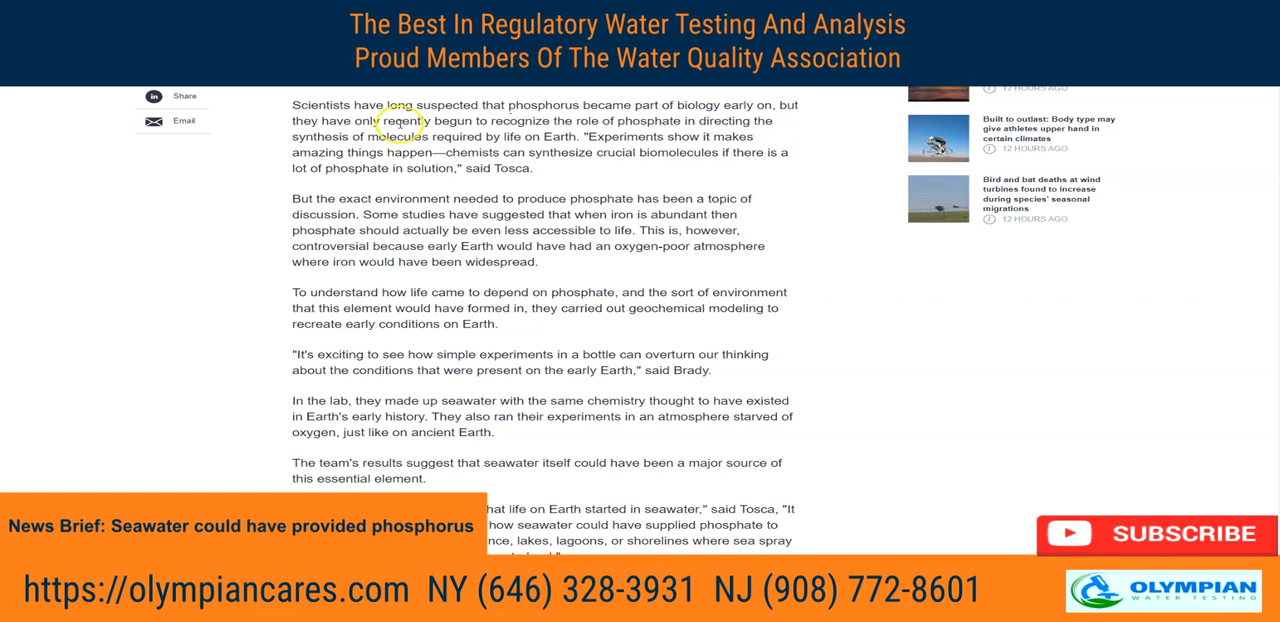 The Best In Regulatory Water Testing And Analysis
Proud Members Of The Water Quality Association
in Share
Email
Scientists have long suspected that phosphorus became part of biology early on, but
they have only recently begun to recognize the role of phosphate in directing the
synthesis of molecules required by life on Earth. "Experiments show it makes
amazing things happen—chemists can synthesize crucial biomolecules if there is a
lot of phosphate in solution," said Tosca.
But the exact environment needed to produce phosphate has been a topic of
discussion. Some studies have suggested that when iron is abundant then
phosphate should actually be even less accessible to life. This is, however,
controversial because early Earth would have had an oxygen-poor atmosphere
where iron would have been widespread.
To understand how life came to depend on phosphate, and the sort of environment
that this element would have formed in, they carried out geochemical modeling to
recreate early conditions on Earth.
"It's exciting to see how simple experiments in a bottle can overturn our thinking
about the conditions that were present on the early Earth," said Brady.
In the lab, they made up seawater with the same chemistry thought to have existed
in Earth's early history. They also ran their experiments in an atmosphere starved of
oxygen, just like on ancient Earth.
The team's results suggest that seawater itself could have been a major source of
this essential element.
hat life on Earth started in seawater," said Tosca, "It
how seawater could have supplied phosphate to
nce, lakes, lagoons, or shorelines where sea spray
12 HOURS AGO
Built to outlast: Body type may
give athletes upper hand in
certain climates
12 HOURS AGO
Bird and bat deaths at wind
turbines found to increase
during species' seasonal
migrations
12 HOURS AGO
News Brief: Seawater could have provided phosphorus
SUBSCRIBE
https://olympiancares.com NY (646) 328-3931 NJ (908) 772-8601
OLYMPIAN
WATER TESTING